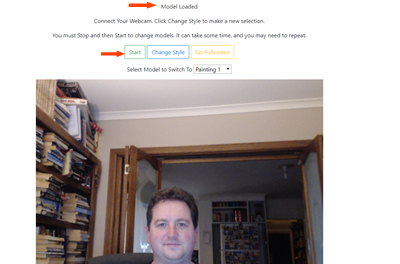 Model Loaded
Connect Your Webcam. Click Change Style to make a new selection.
You must Stop and then Start to change models. It can take some time, and you may need to repeat.
Start Change Style Go Fullscreen
Select Model to Switch To Painting 1